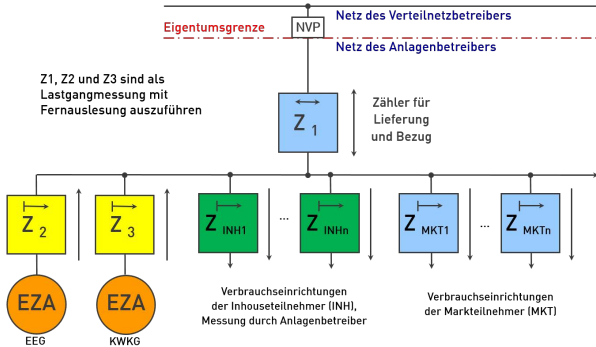 Netz des Verteilnetzbetreibers
Eigentumsgrenze
NVP
Netz des Anlagenbetreibers
Z1, Z2 und Z3 sind als
Lastgangmessung mit
Fernauslesung auszuführen
Z 1
Zähler für
Lieferung
und Bezug
Z 2
Z 3
Z INH1
...
Z INHn
Z MKT1
...
Z MKTn
EZA
EZA
EEG
KWKG
Verbrauchseinrichtungen
der Inhouseteilnehmer (INH),
Messung durch Anlagenbetreiber
Verbrauchseinrichtungen
der Markteilnehmer (MKT)